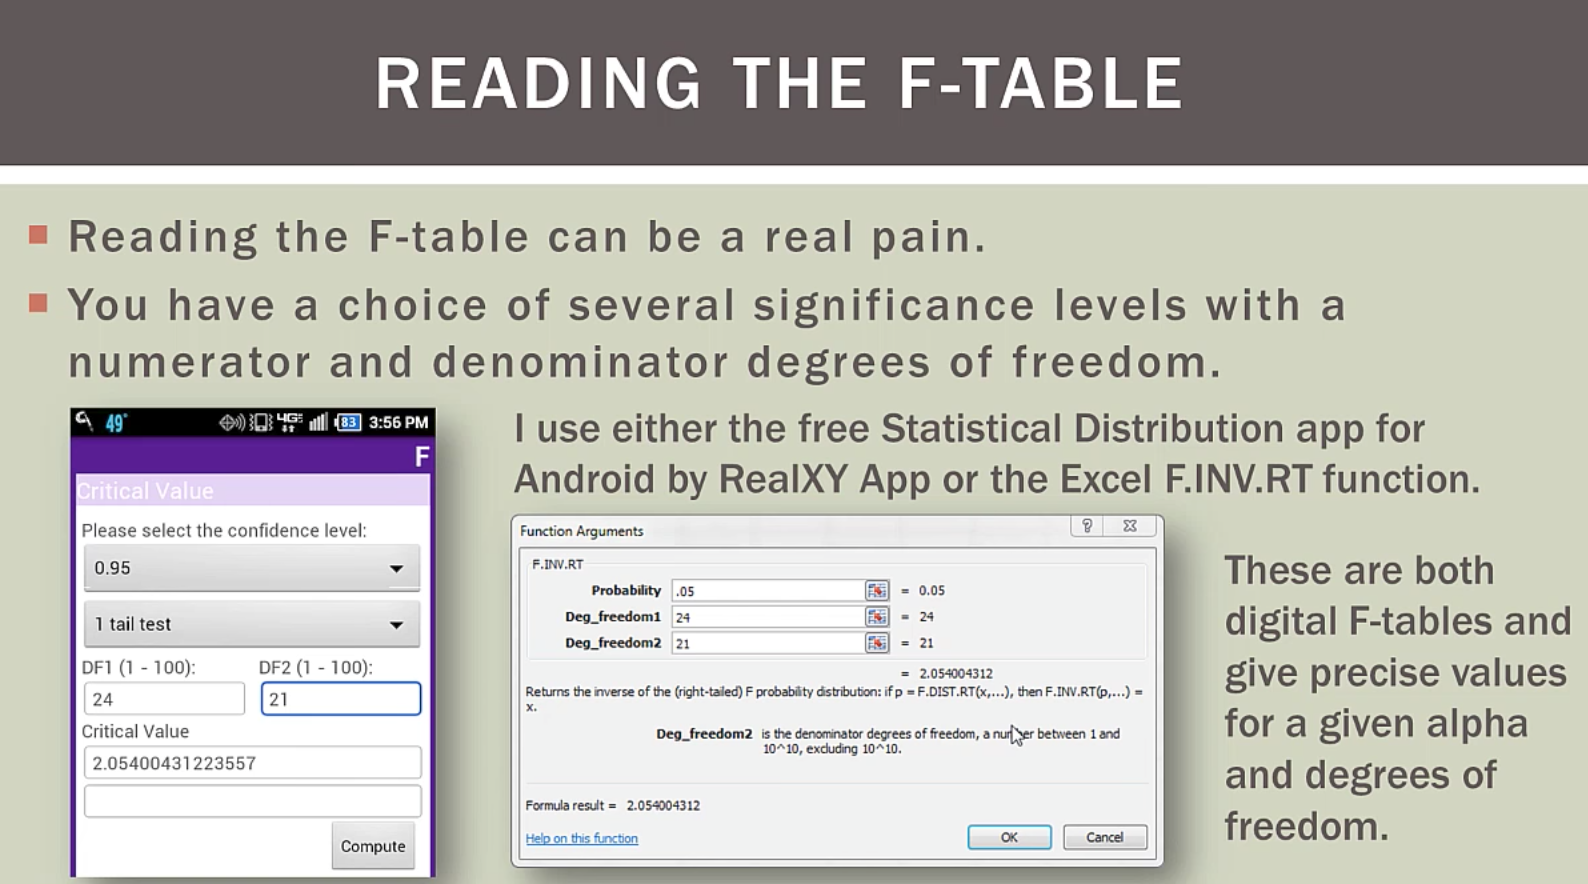 READING THE F-TABLE
Reading the F-table can be a real pain.
You have a choice of several significance levels with a
numerator and denominator degrees of freedom.
49°
4G
83
3:56 PM
F
Critical Value
Please select the confidence level:
0.95
1 tail test
DF1 (1 - 100):
DF2 (1 - 100):
24
21
Critical Value
2.05400431223557
Compute
I use either the free Statistical Distribution app for
Android by RealXY App or the Excel F.INV.RT function.
Function Arguments
F.INV.RT
Probability .05 = 0.05
Deg_freedom1 24 = 24
Deg_freedom2 21 = 21
= 2.054004312
Returns the inverse of the (right-tailed) F probability distribution: if p = F.DIST.RT(x,...), then F.INV.RT(p,...) =
x.
Deg_freedom2 is the denominator degrees of freedom, a number between 1 and
10^10, excluding 10^10.
Formula result = 2.054004312
Help on this function
OK
Cancel
These are both
digital F-tables and
give precise values
for a given alpha
and degrees of
freedom.